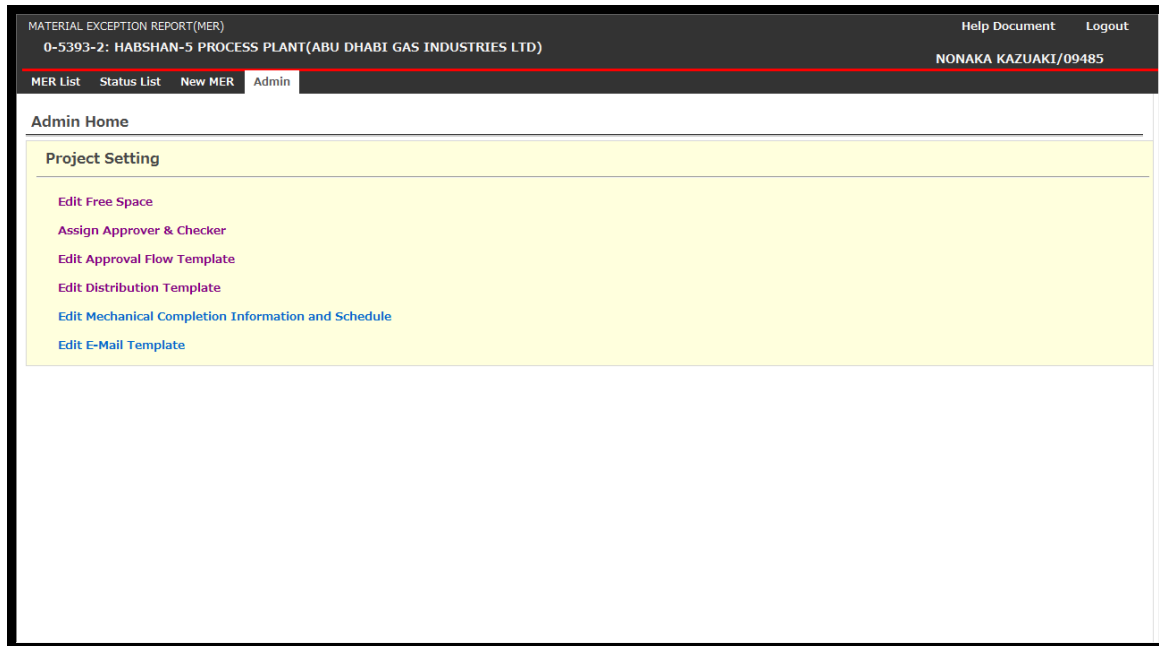 MATERIAL EXCEPTION REPORT(MER)
Help Document Logout
0-5393-2: HABSHAN-5 PROCESS PLANT(ABU DHABI GAS INDUSTRIES LTD)
NONAKA KAZUAKI/09485
MER List Status List New MER Admin
Admin Home
Project Setting
Edit Free Space
Assign Approver & Checker
Edit Approval Flow Template
Edit Distribution Template
Edit Mechanical Completion Information and Schedule
Edit E-Mail Template